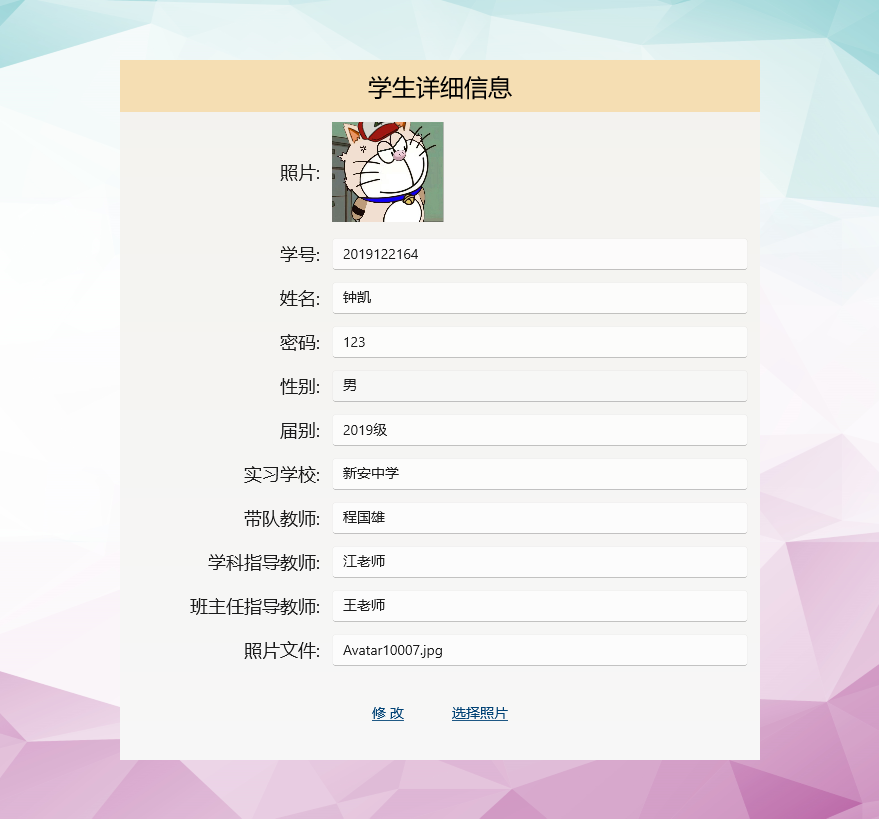 学生详细信息
照片:
学号: 2019122164
姓名: 钟凯
密码: 123
性别: 男
届别: 2019级
实习学校: 新安中学
带队教师: 程国雄
学科指导教师: 江老师
班主任指导教师: 王老师
照片文件: Avatar10007.jpg
修 改 选择照片